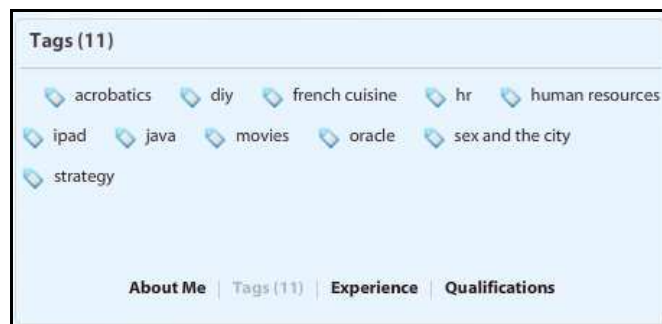 Tags (11)
acrobatics diy french cuisine hr human resources
ipad java movies oracle sex and the city
strategy
About Me | Tags (11) | Experience | Qualifications